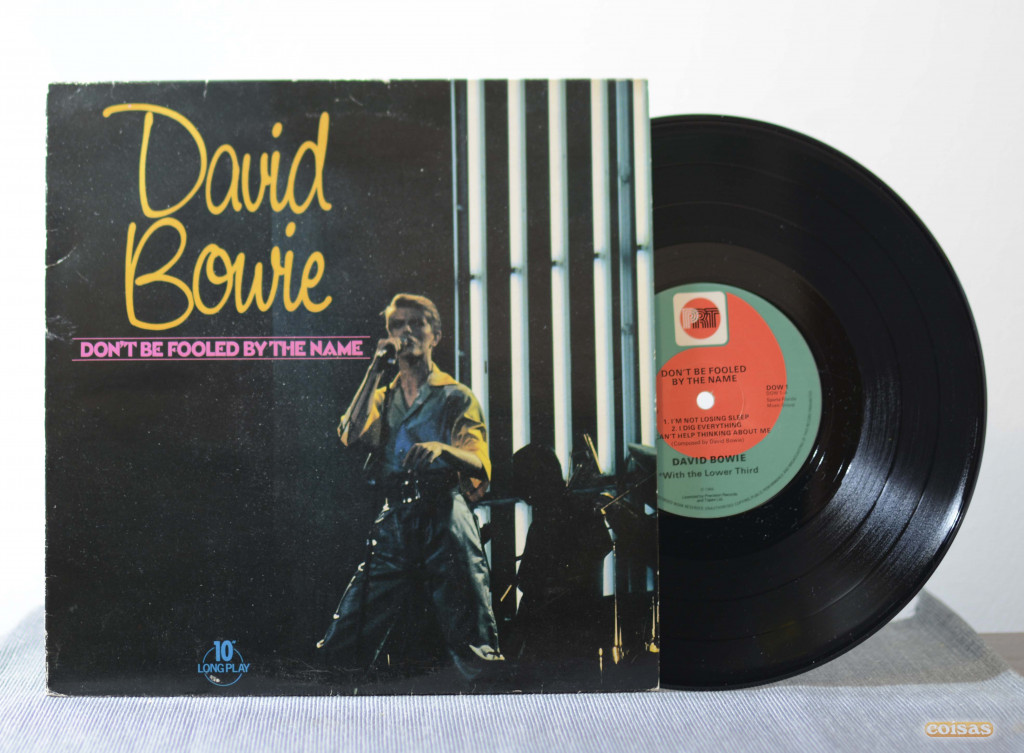 David
Bowie
DON'T BE FOOLED BY THE NAME
10"
LONG PLAY
PRT
DON'T BE FOOLED
BY THE NAME
DOW 1
1. I'M NOT LOSING SLEEP
2. I DIG EVERYTHING
CAN'T HELP THINKING ABOUT ME
(Composed by David Bowie)
DAVID BOWIE
*With the Lower Third
coisas